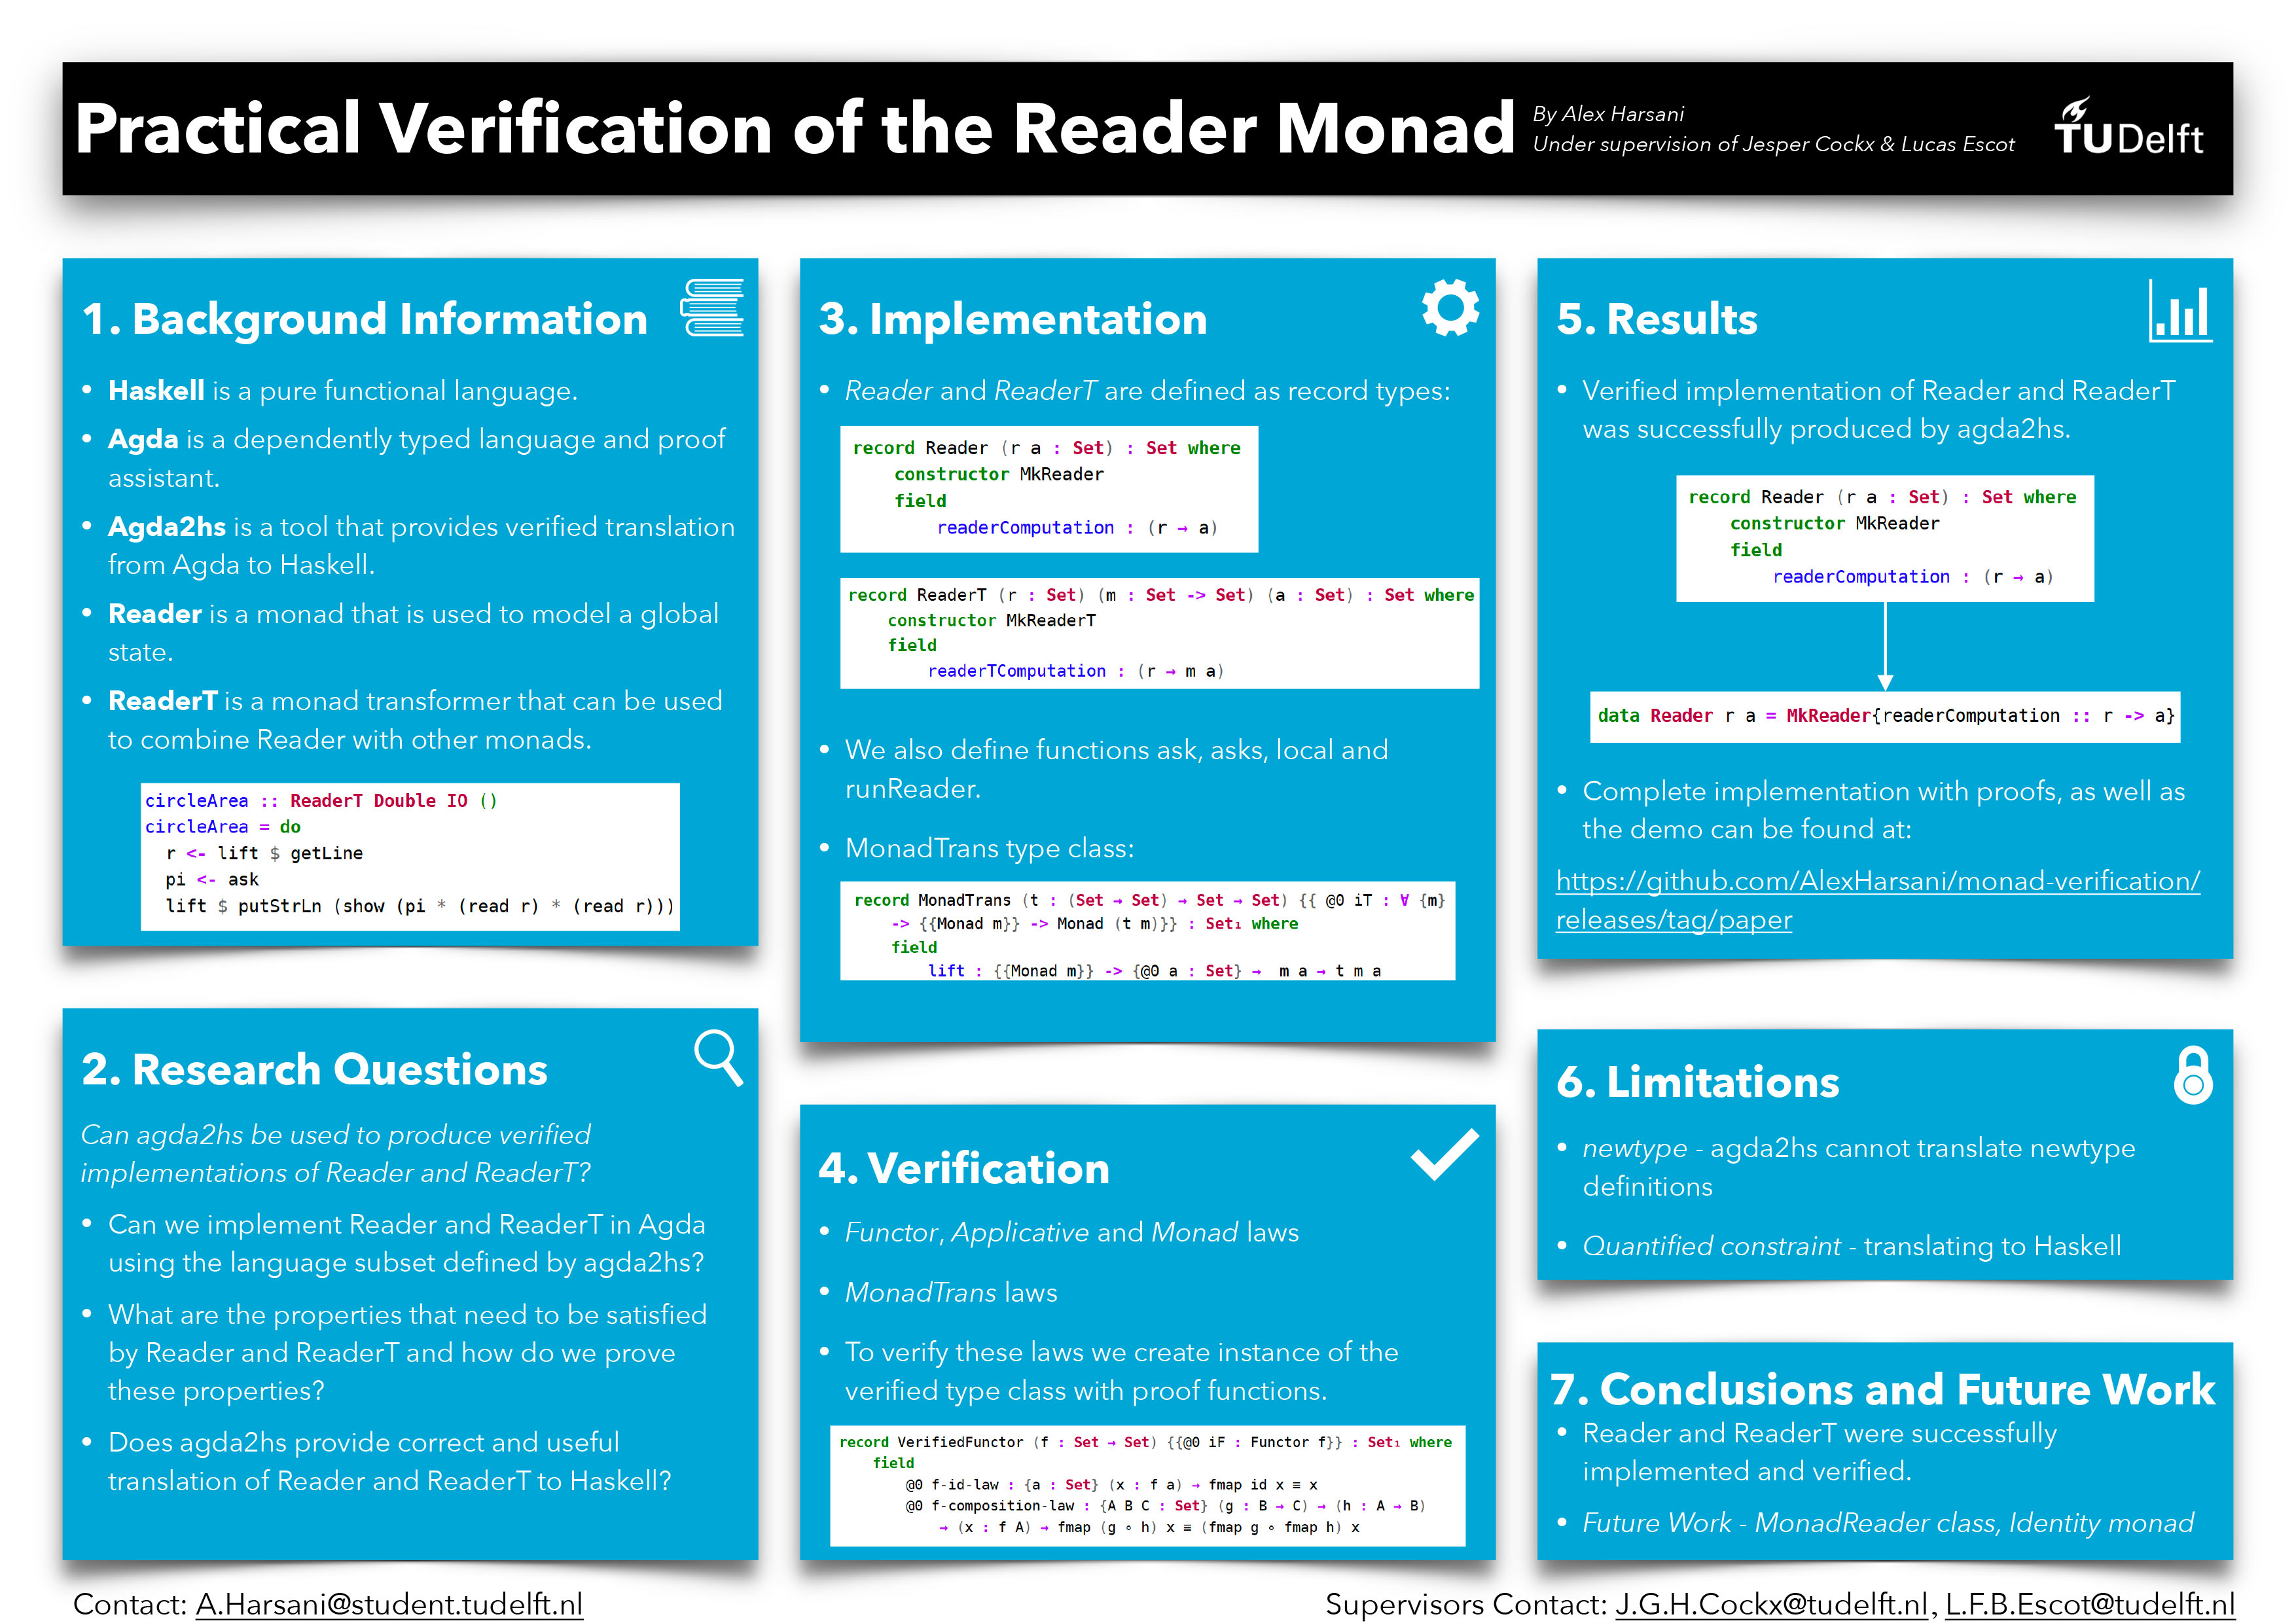 Practical Verification of the Reader Monad
By Alex Harsani
Under supervision of Jesper Cockx & Lucas Escot
TUDelft
1. Background Information
• Haskell is a pure functional language.
• Agda is a dependently typed language and proof
assistant.
• Agda2hs is a tool that provides verified translation
from Agda to Haskell.
• Reader is a monad that is used to model a global
state.
• ReaderT is a monad transformer that can be used
to combine Reader with other monads.
circleArea :: ReaderT Double IO ()
circleArea = do
  r <- lift $ getLine
  pi <- ask
  lift $ putStrLn (show (pi * (read r) * (read r)))
2. Research Questions
Can agda2hs be used to produce verified
implementations of Reader and ReaderT?
• Can we implement Reader and ReaderT in Agda
using the language subset defined by agda2hs?
• What are the properties that need to be satisfied
by Reader and ReaderT and how do we prove
these properties?
• Does agda2hs provide correct and useful
translation of Reader and ReaderT to Haskell?
3. Implementation
• Reader and ReaderT are defined as record types:
record Reader (r a : Set) : Set where
    constructor MkReader
    field
        readerComputation : (r → a)
record ReaderT (r : Set) (m : Set -> Set) (a : Set) : Set where
    constructor MkReaderT
    field
        readerTComputation : (r → m a)
• We also define functions ask, asks, local and
runReader.
• MonadTrans type class:
record MonadTrans (t : (Set → Set) → Set → Set) {{ @0 iT : ∀ {m}
    -> {{Monad m}} -> Monad (t m)}} : Set₁ where
    field
        lift : {{Monad m}} -> {@0 a : Set} → m a → t m a
4. Verification
• Functor, Applicative and Monad laws
• MonadTrans laws
• To verify these laws we create instance of the
verified type class with proof functions.
record VerifiedFunctor (f : Set → Set) {{@0 iF : Functor f}} : Set₁ where
    field
        @0 f-id-law : {a : Set} (x : f a) → fmap id x ≡ x
        @0 f-composition-law : {A B C : Set} (g : B → C) → (h : A → B)
            → (x : f A) → fmap (g ∘ h) x ≡ (fmap g ∘ fmap h) x
5. Results
• Verified implementation of Reader and ReaderT
was successfully produced by agda2hs.
record Reader (r a : Set) : Set where
    constructor MkReader
    field
        readerComputation : (r → a)
data Reader r a = MkReader{readerComputation :: r -> a}
• Complete implementation with proofs, as well as
the demo can be found at:
https://github.com/AlexHarsani/monad-verification/
releases/tag/paper
6. Limitations
• newtype - agda2hs cannot translate newtype
definitions
• Quantified constraint - translating to Haskell
7. Conclusions and Future Work
• Reader and ReaderT were successfully
implemented and verified.
• Future Work - MonadReader class, Identity monad
Contact: A.Harsani@student.tudelft.nl
Supervisors Contact: J.G.H.Cockx@tudelft.nl, L.F.B.Escot@tudelft.nl